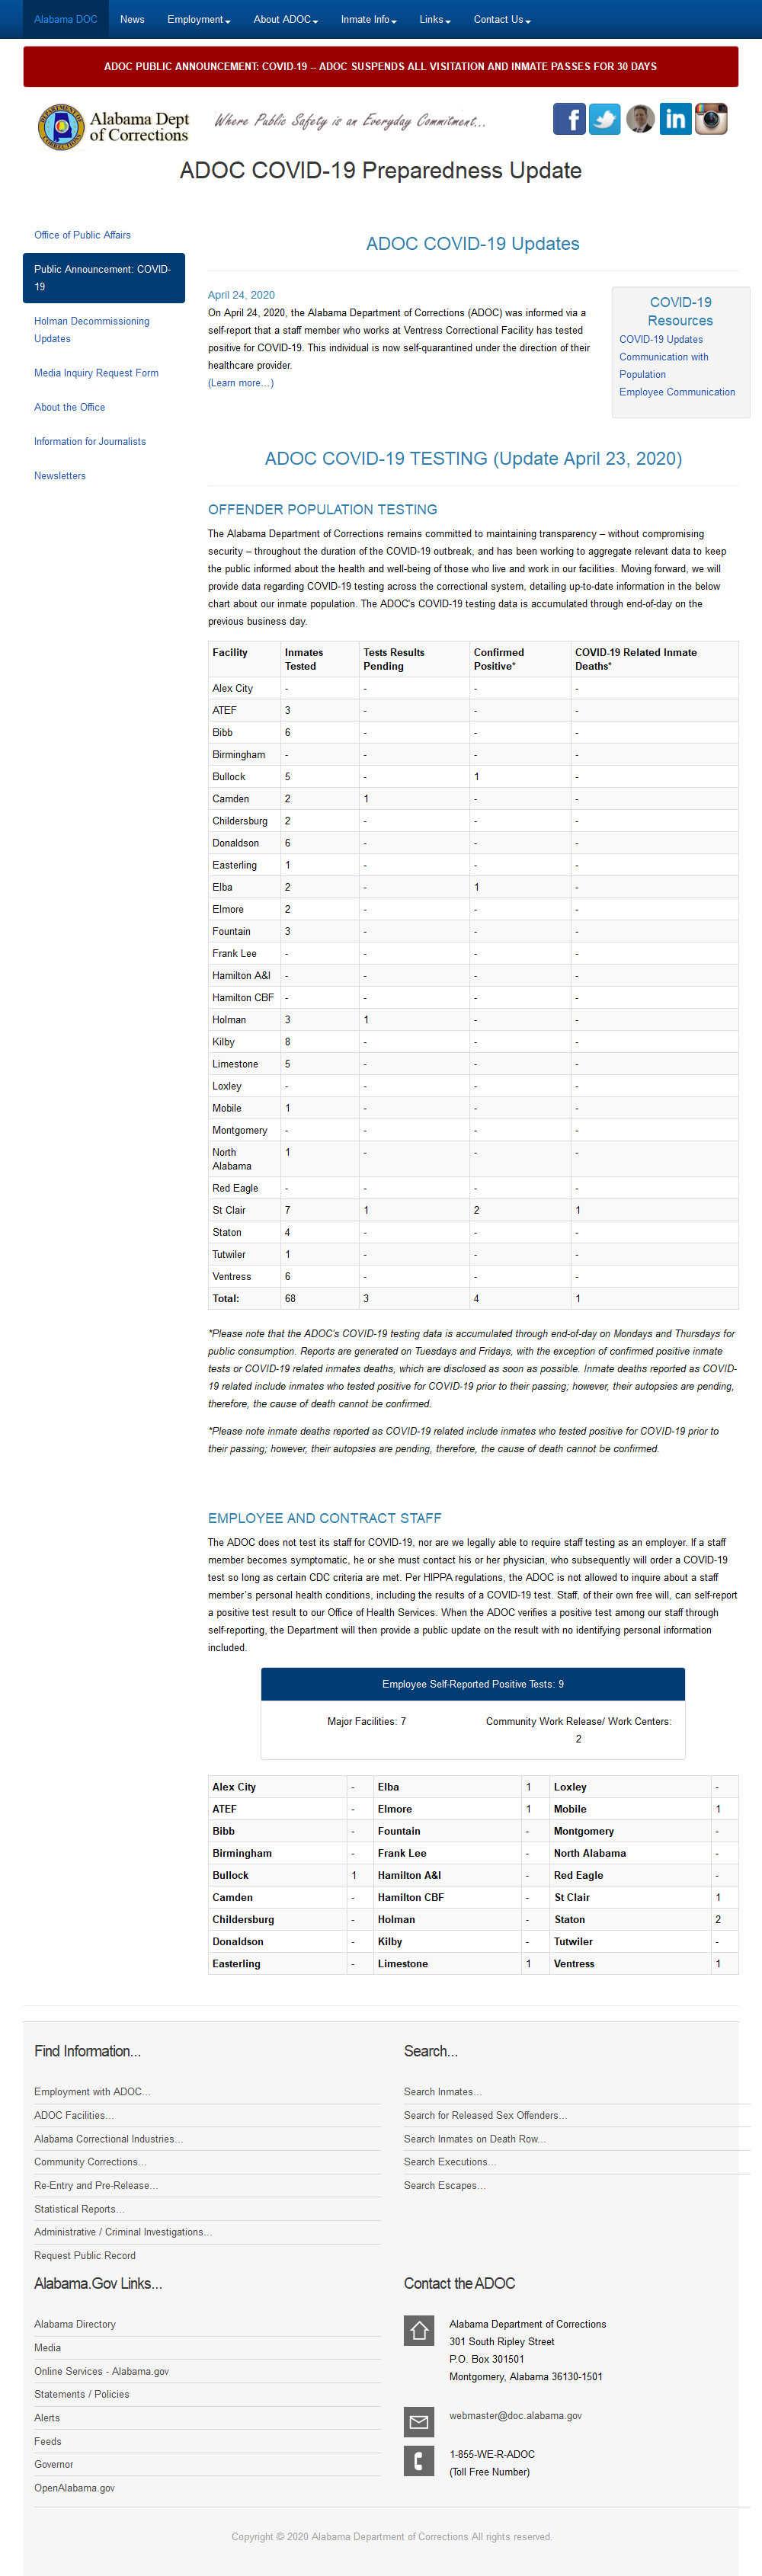 Alabama DOC News Employment About ADOC Inmate Info Links Contact Us
ADOC PUBLIC ANNOUNCEMENT: COVID-19 -- ADOC SUSPENDS ALL VISITATION AND INMATE PASSES FOR 30 DAYS
Alabama Dept
of Corrections
Where Public Safety is an Everyday Commitment...
ADOC COVID-19 Preparedness Update
Office of Public Affairs
Public Announcement: COVID-
19
Holman Decommissioning
Updates
Media Inquiry Request Form
About the Office
Information for Journalists
Newsletters
ADOC COVID-19 Updates
April 24, 2020
On April 24, 2020, the Alabama Department of Corrections (ADOC) was informed via a
self-report that a staff member who works at Ventress Correctional Facility has tested
positive for COVID-19. This individual is now self-quarantined under the direction of their
healthcare provider.
(Learn more…)
COVID-19
Resources
COVID-19 Updates
Communication with
Population
Employee Communication
ADOC COVID-19 TESTING (Update April 23, 2020)
OFFENDER POPULATION TESTING
The Alabama Department of Corrections remains committed to maintaining transparency – without compromising
security – throughout the duration of the COVID-19 outbreak, and has been working to aggregate relevant data to keep
the public informed about the health and well-being of those who live and work in our facilities. Moving forward, we will
provide data regarding COVID-19 testing across the correctional system, detailing up-to-date information in the below
chart about our inmate population. The ADOC's COVID-19 testing data is accumulated through end-of-day on the
previous business day.
Facility Inmates Tested Tests Results Pending Confirmed Positive* COVID-19 Related Inmate Deaths*
Alex City - - - -
ATEF 3 - - -
Bibb 6 - - -
Birmingham - - - -
Bullock 5 - 1 -
Camden 2 1 - -
Childersburg 2 - - -
Donaldson 6 - - -
Easterling 1 - - -
Elba 2 - 1 -
Elmore 2 - - -
Fountain 3 - - -
Frank Lee - - - -
Hamilton A&I - - - -
Hamilton CBF - - - -
Holman 3 1 - -
Kilby 8 - - -
Limestone 5 - - -
Loxley - - - -
Mobile 1 - - -
Montgomery - - - -
North Alabama 1 - - -
Red Eagle - - - -
St Clair 7 1 2 1
Staton 4 - - -
Tutwiler 1 - - -
Ventress 6 - - -
Total: 68 3 4 1
*Please note that the ADOC's COVID-19 testing data is accumulated through end-of-day on Mondays and Thursdays for
public consumption. Reports are generated on Tuesdays and Fridays, with the exception of confirmed positive inmate
tests or COVID-19 related inmates deaths, which are disclosed as soon as possible. Inmate deaths reported as COVID-
19 related include inmates who tested positive for COVID-19 prior to their passing; however, their autopsies are pending,
therefore, the cause of death cannot be confirmed.
*Please note inmate deaths reported as COVID-19 related include inmates who tested positive for COVID-19 prior to
their passing; however, their autopsies are pending, therefore, the cause of death cannot be confirmed.
EMPLOYEE AND CONTRACT STAFF
The ADOC does not test its staff for COVID-19, nor are we legally able to require staff testing as an employer. If a staff
member becomes symptomatic, he or she must contact his or her physician, who subsequently will order a COVID-19
test so long as certain CDC criteria are met. Per HIPPA regulations, the ADOC is not allowed to inquire about a staff
member's personal health conditions, including the results of a COVID-19 test. Staff, of their own free will, can self-report
a positive test result to our Office of Health Services. When the ADOC verifies a positive test among our staff through
self-reporting, the Department will then provide a public update on the result with no identifying personal information
included.
Employee Self-Reported Positive Tests: 9
Major Facilities: 7
Community Work Release/ Work Centers:
2
Alex City - Elba 1 Loxley -
ATEF - Elmore 1 Mobile 1
Bibb - Fountain - Montgomery -
Birmingham - Frank Lee - North Alabama -
Bullock 1 Hamilton A&I - Red Eagle -
Camden - Hamilton CBF - St Clair 1
Childersburg - Holman - Staton 2
Donaldson - Kilby - Tutwiler -
Easterling - Limestone 1 Ventress 1
Find Information...
Employment with ADOC...
ADOC Facilities...
Alabama Correctional Industries...
Community Corrections...
Re-Entry and Pre-Release...
Statistical Reports...
Administrative / Criminal Investigations...
Request Public Record
Search...
Search Inmates...
Search for Released Sex Offenders...
Search Inmates on Death Row...
Search Executions...
Search Escapes...
Alabama.Gov Links...
Alabama Directory
Media
Online Services - Alabama.gov
Statements / Policies
Alerts
Feeds
Governor
OpenAlabama.gov
Contact the ADOC
Alabama Department of Corrections
301 South Ripley Street
P.O. Box 301501
Montgomery, Alabama 36130-1501
webmaster@doc.alabama.gov
1-855-WE-R-ADOC
(Toll Free Number)
Copyright © 2020 Alabama Department of Corrections All rights reserved.